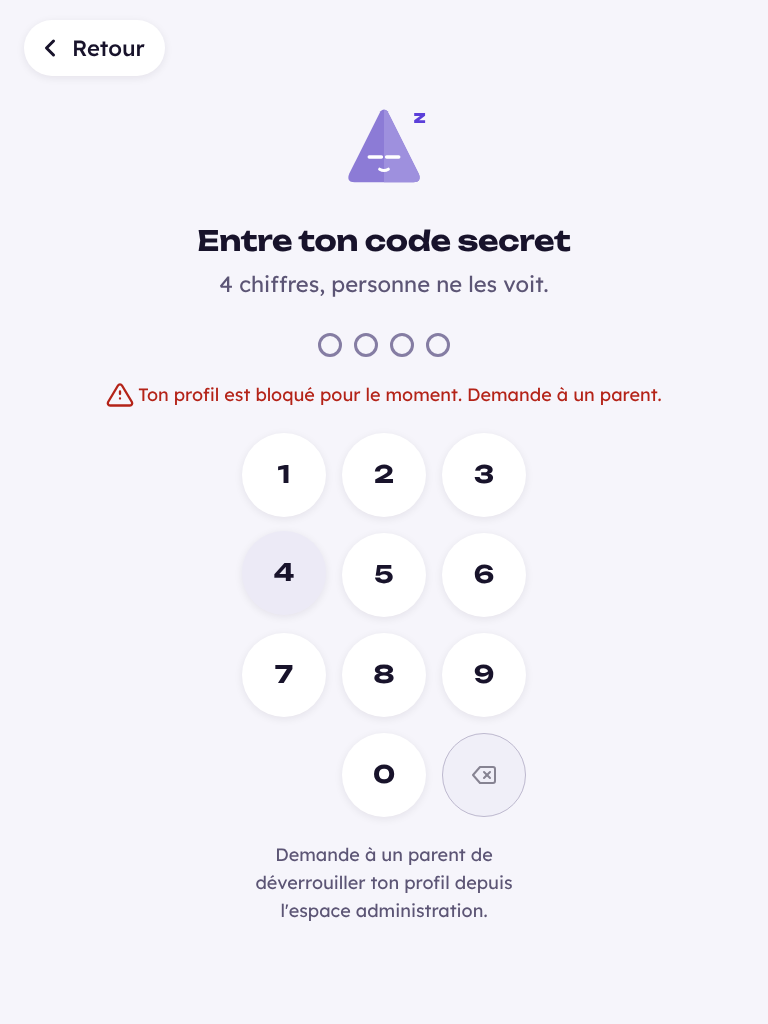 Retour
z
Entre ton code secret
4 chiffres, personne ne les voit.
Ton profil est bloqué pour le moment. Demande à un parent.
1 2 3
4 5 6
7 8 9
0
Demande à un parent de
déverrouiller ton profil depuis
l'espace administration.